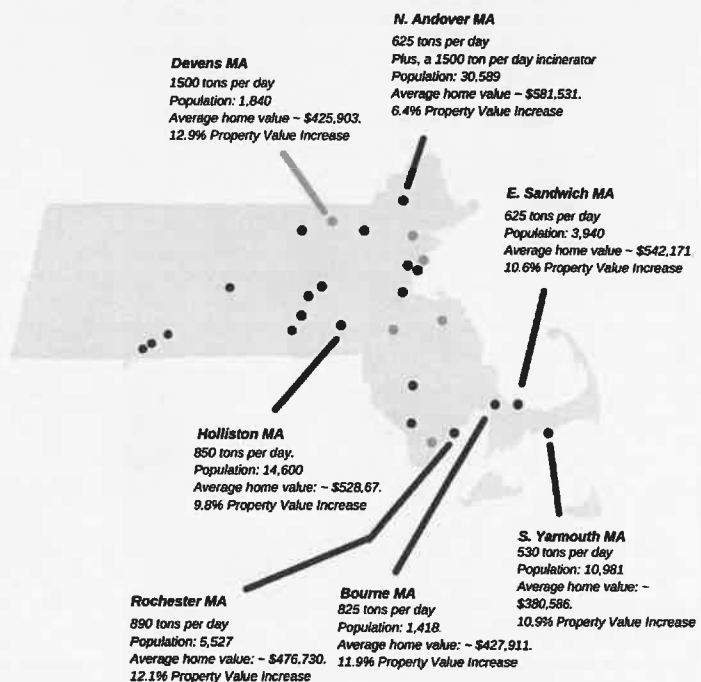 N. Andover MA
625 tons per day
Plus, a 1500 ton per day incinerator
Population: 30,589
Average home value ~ $581,531.
6.4% Property Value Increase
Devens MA
1500 tons per day
Population: 1,840
Average home value ~ $425,903.
12.9% Property Value Increase
E. Sandwich MA
625 tons per day
Population: 3,940
Average home value ~ $542,171
10.6% Property Value Increase
Holliston MA
850 tons per day.
Population: 14,600
Average home value: ~ $528,67.
9.8% Property Value Increase
S. Yarmouth MA
530 tons per day
Population: 10,981
Average home value: ~
$380,586.
10.9% Property Value Increase
Rochester MA
890 tons per day
Population: 5,527
Average home value: ~ $476.730.
12.1% Property Value Increase
Bourne MA
825 tons per day
Population: 1,418.
Average home value: ~ $427,911.
11.9% Property Value Increase